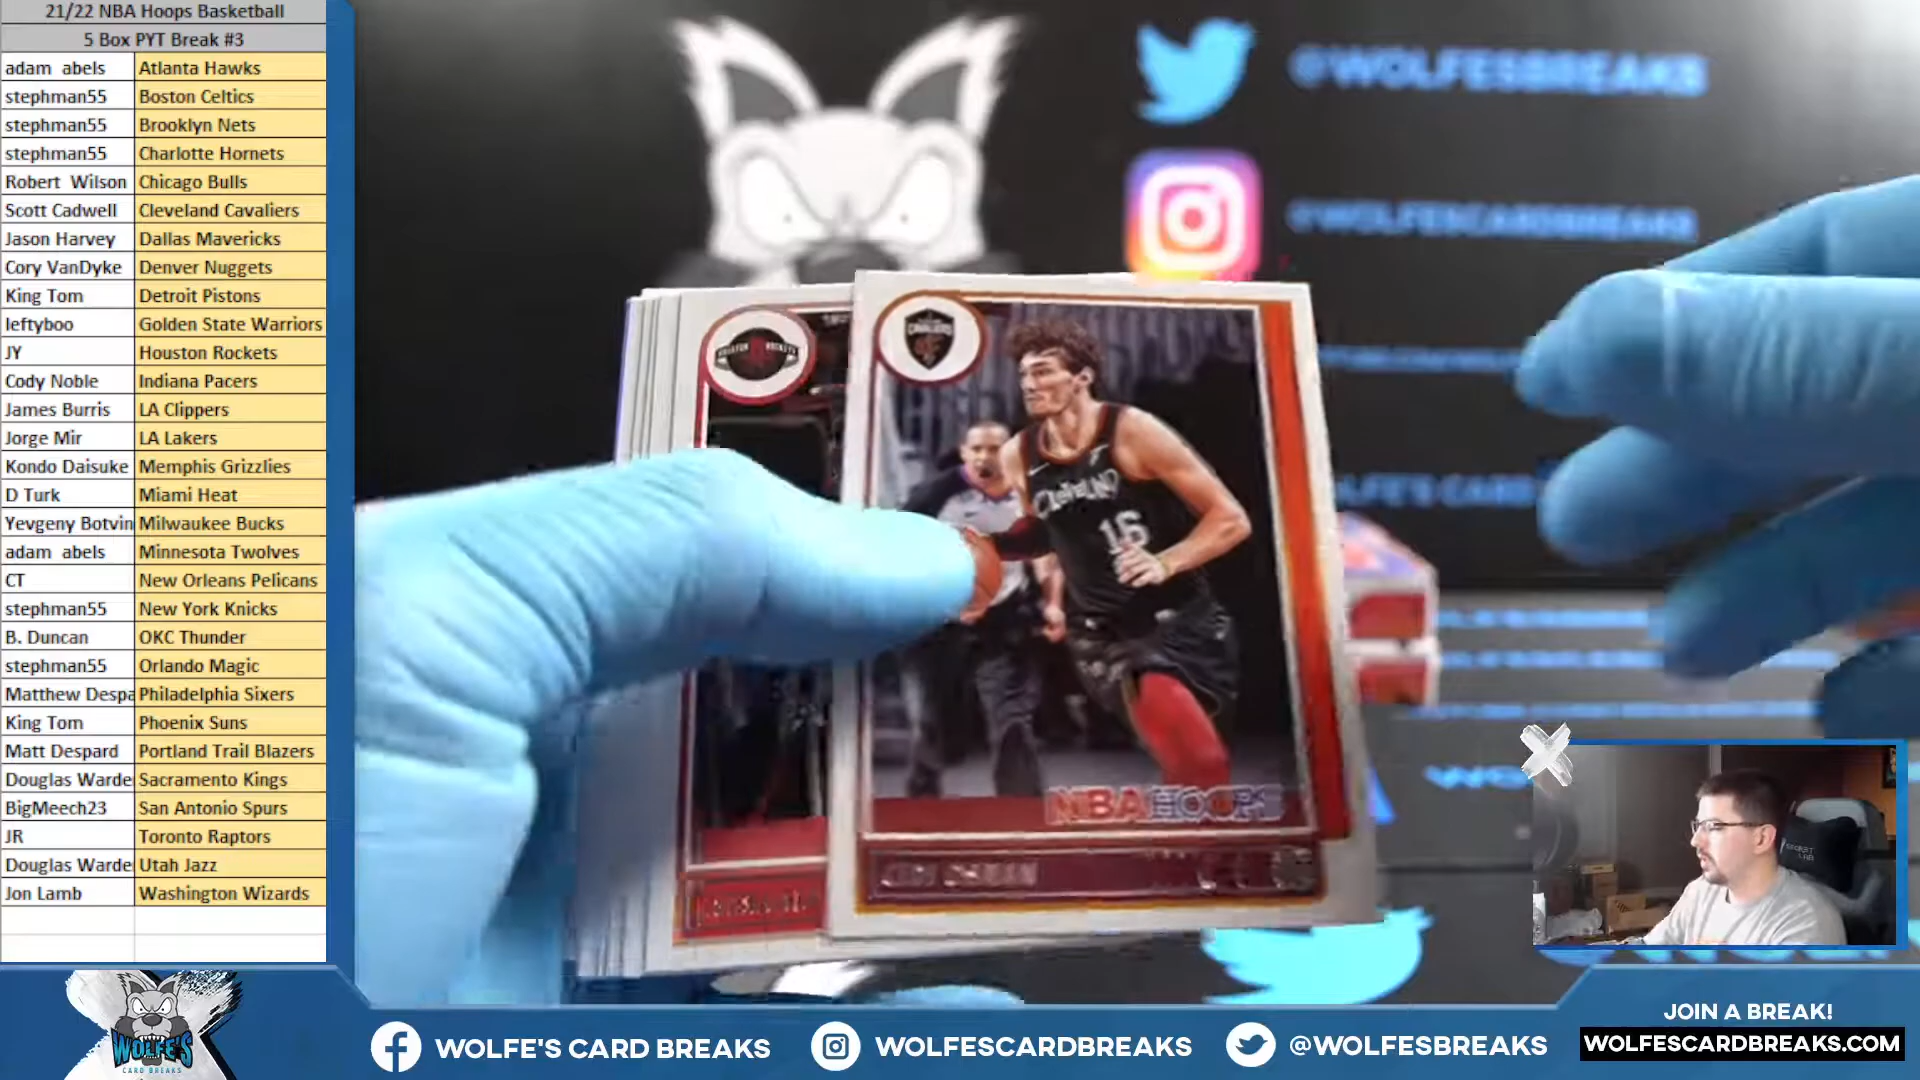 21/22 NBA Hoops Basketball
5 Box PYT Break #3
adam abels Atlanta Hawks
stephman55 Boston Celtics
stephman55 Brooklyn Nets
stephman55 Charlotte Hornets
Robert Wilson Chicago Bulls
Scott Cadwell Cleveland Cavaliers
Jason Harvey Dallas Mavericks
Cory VanDyke Denver Nuggets
King Tom Detroit Pistons
leftyboo Golden State Warriors
JY Houston Rockets
Cody Noble Indiana Pacers
James Burris LA Clippers
Jorge Mir LA Lakers
Kondo Daisuke Memphis Grizzlies
D Turk Miami Heat
Yevgeny Botvin Milwaukee Bucks
adam abels Minnesota Twolves
CT New Orleans Pelicans
stephman55 New York Knicks
B. Duncan OKC Thunder
stephman55 Orlando Magic
Matthew Despa Philadelphia Sixers
King Tom Phoenix Suns
Matt Despard Portland Trail Blazers
Douglas Warde Sacramento Kings
BigMeech23 San Antonio Spurs
JR Toronto Raptors
Douglas Warde Utah Jazz
Jon Lamb Washington Wizards
@WOLFESBREAKS
@WOLFESCARDBREAKS
CAVALIERS
CLEVELAND
16
NBA HOOPS
WOLFE'S
CARD BREAKS
WOLFE'S CARD BREAKS
WOLFESCARDBREAKS
@WOLFESBREAKS
JOIN A BREAK!
WOLFESCARDBREAKS.COM